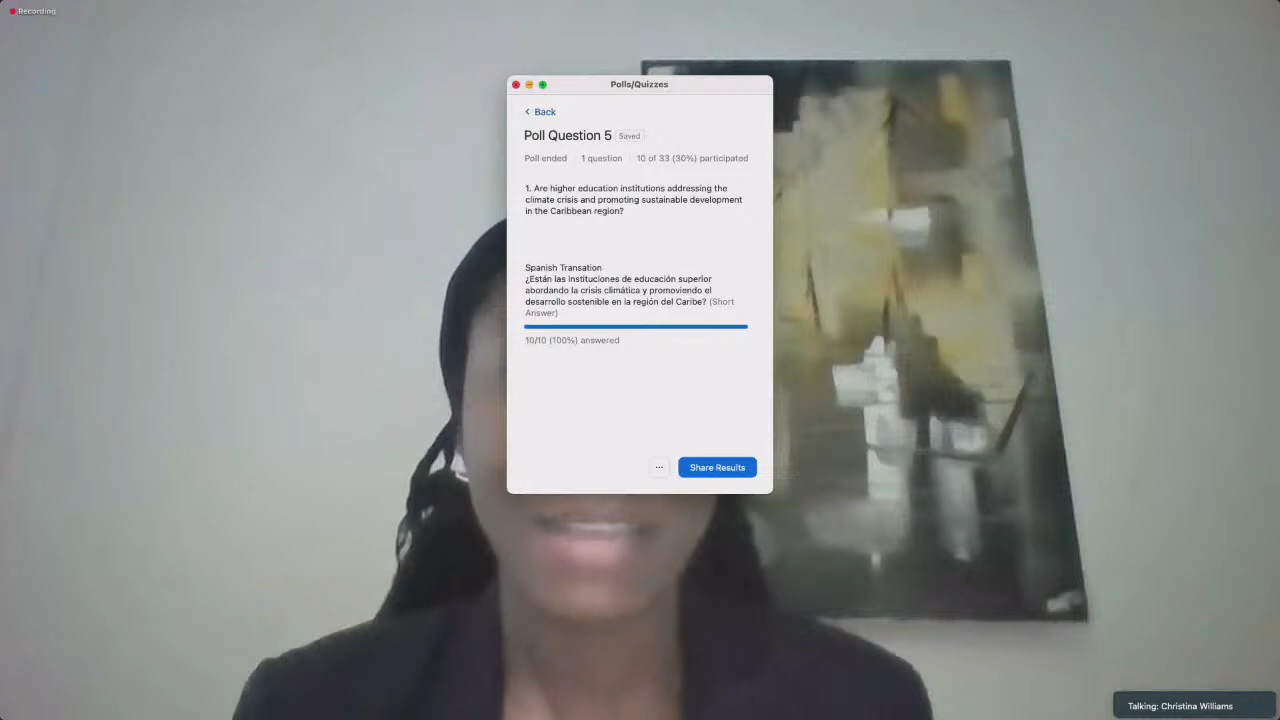 Recording
Polls/Quizzes
Back
Poll Question 5 Saved
Poll ended 1 question 10 of 33 (30%) participated
1. Are higher education institutions addressing the
climate crisis and promoting sustainable development
in the Caribbean region?
Spanish Transation
¿Están las instituciones de educación superior
abordando la crisis climática y promoviendo el
desarrollo sostenible en la región del Caribe? (Short
Answer)
10/10 (100%) answered
... Share Results
Talking: Christina Williams